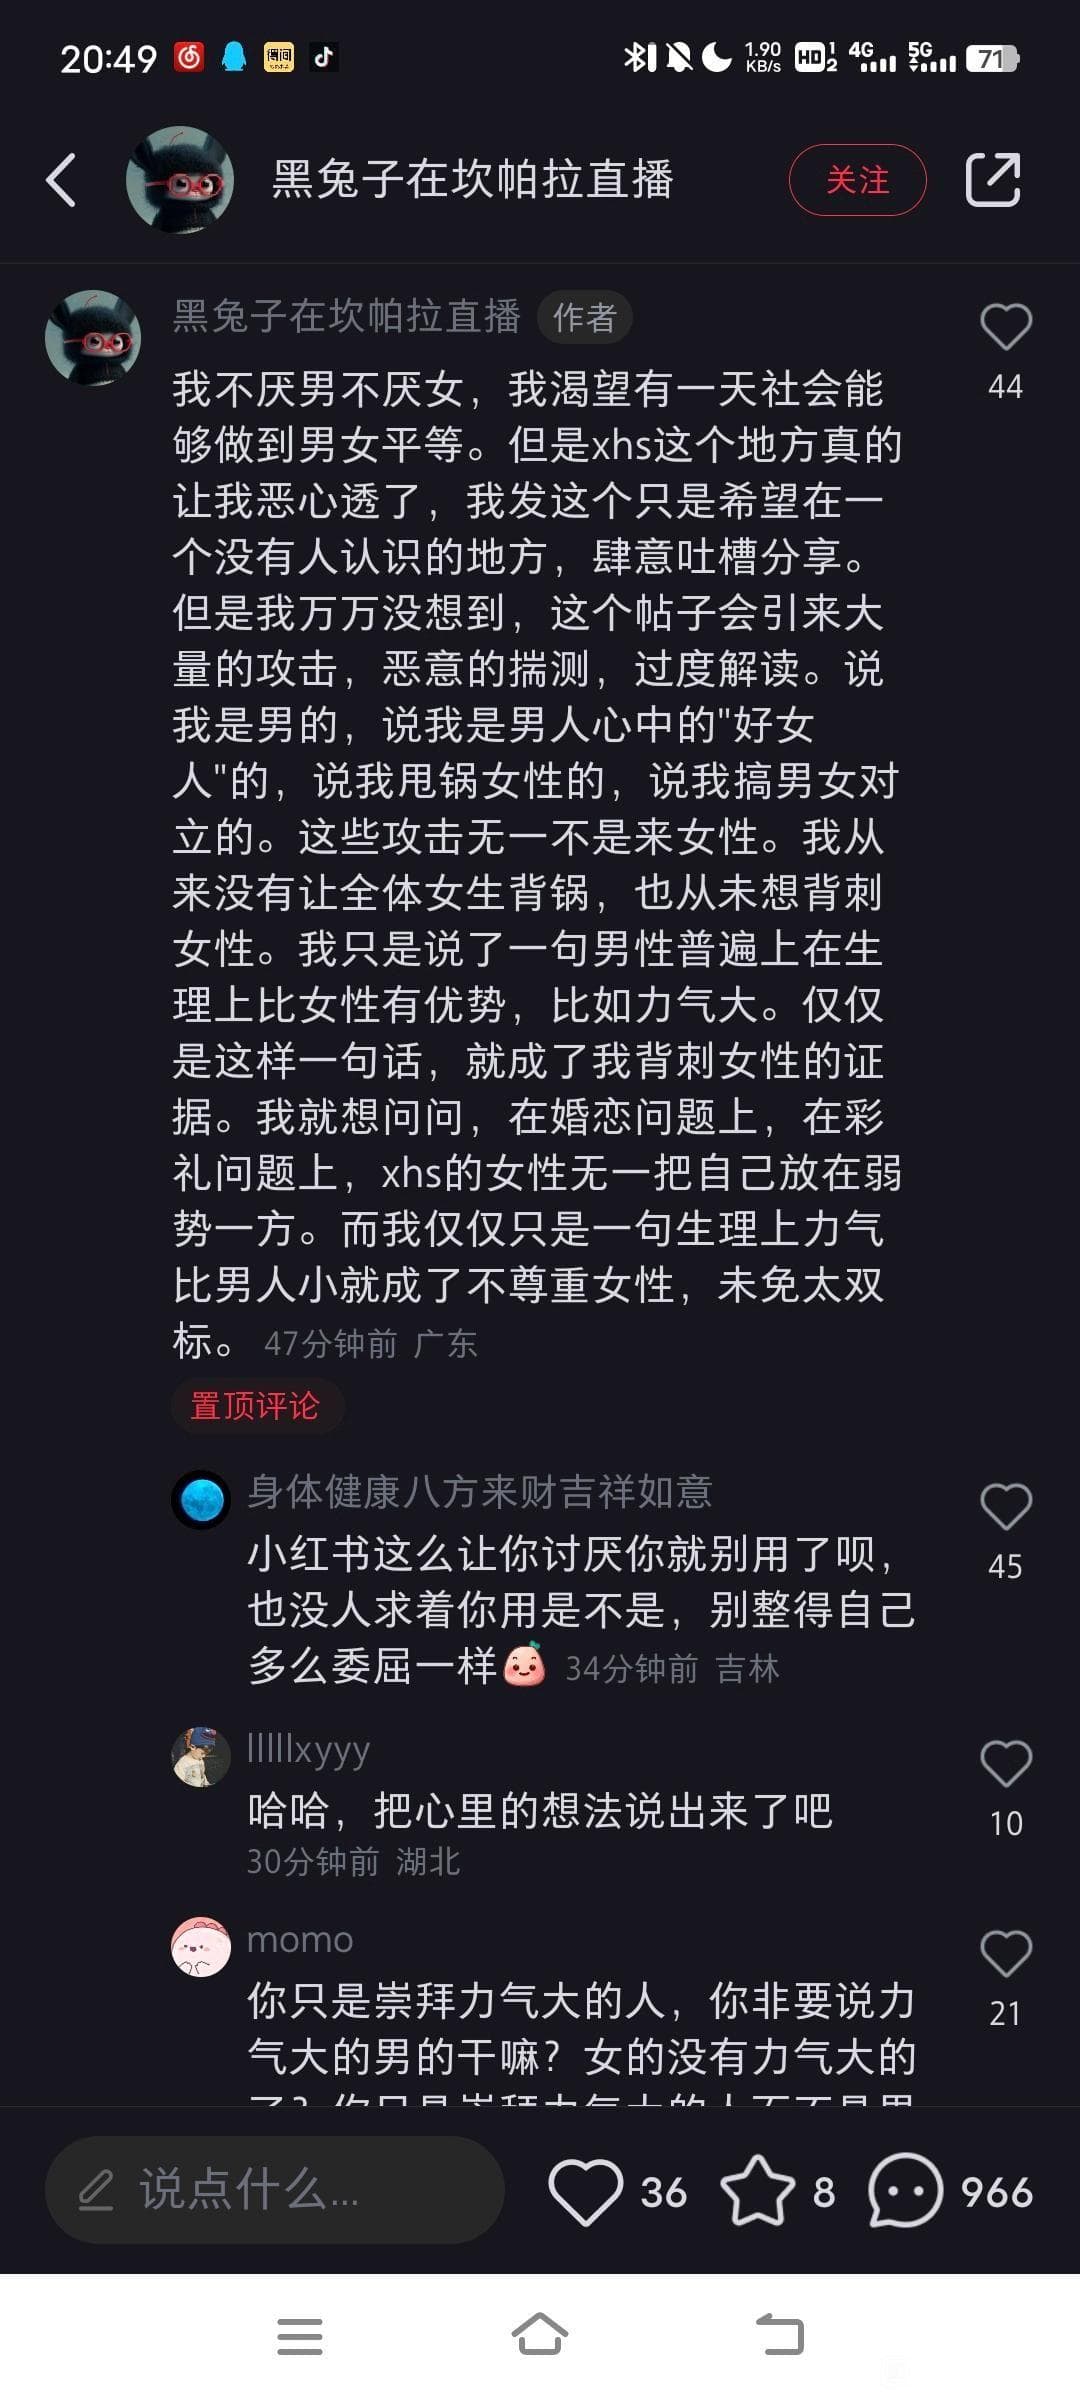 20:49
得间
1.90
KB/s
HD 1 2
4G
5G
71
黑兔子在坎帕拉直播
关注
黑兔子在坎帕拉直播 作者
我不厌男不厌女，我渴望有一天社会能
够做到男女平等。但是xhs这个地方真的
让我恶心透了，我发这个只是希望在一
个没有人认识的地方，肆意吐槽分享。
但是我万万没想到，这个帖子会引来大
量的攻击，恶意的揣测，过度解读。说
我是男的，说我是男人心中的"好女
人"的，说我甩锅女性的，说我搞男女对
立的。这些攻击无一不是来女性。我从
来没有让全体女生背锅，也从未想背刺
女性。我只是说了一句男性普遍上在生
理上比女性有优势，比如力气大。仅仅
是这样一句话，就成了我背刺女性的证
据。我就想问问，在婚恋问题上，在彩
礼问题上，xhs的女性无一把自己放在弱
势一方。而我仅仅只是一句生理上力气
比男人小就成了不尊重女性，未免太双
标。 47分钟前 广东
44
置顶评论
身体健康八方来财吉祥如意
小红书这么让你讨厌你就别用了呗，
也没人求着你用是不是，别整得自己
多么委屈一样 34分钟前 吉林
45
lllllxyyy
哈哈，把心里的想法说出来了吧
30分钟前 湖北
10
momo
你只是崇拜力气大的人，你非要说力
气大的男的干嘛？女的没有力气大的
了？你只是崇拜力气大的人而不是男
21
说点什么...
36
8
966